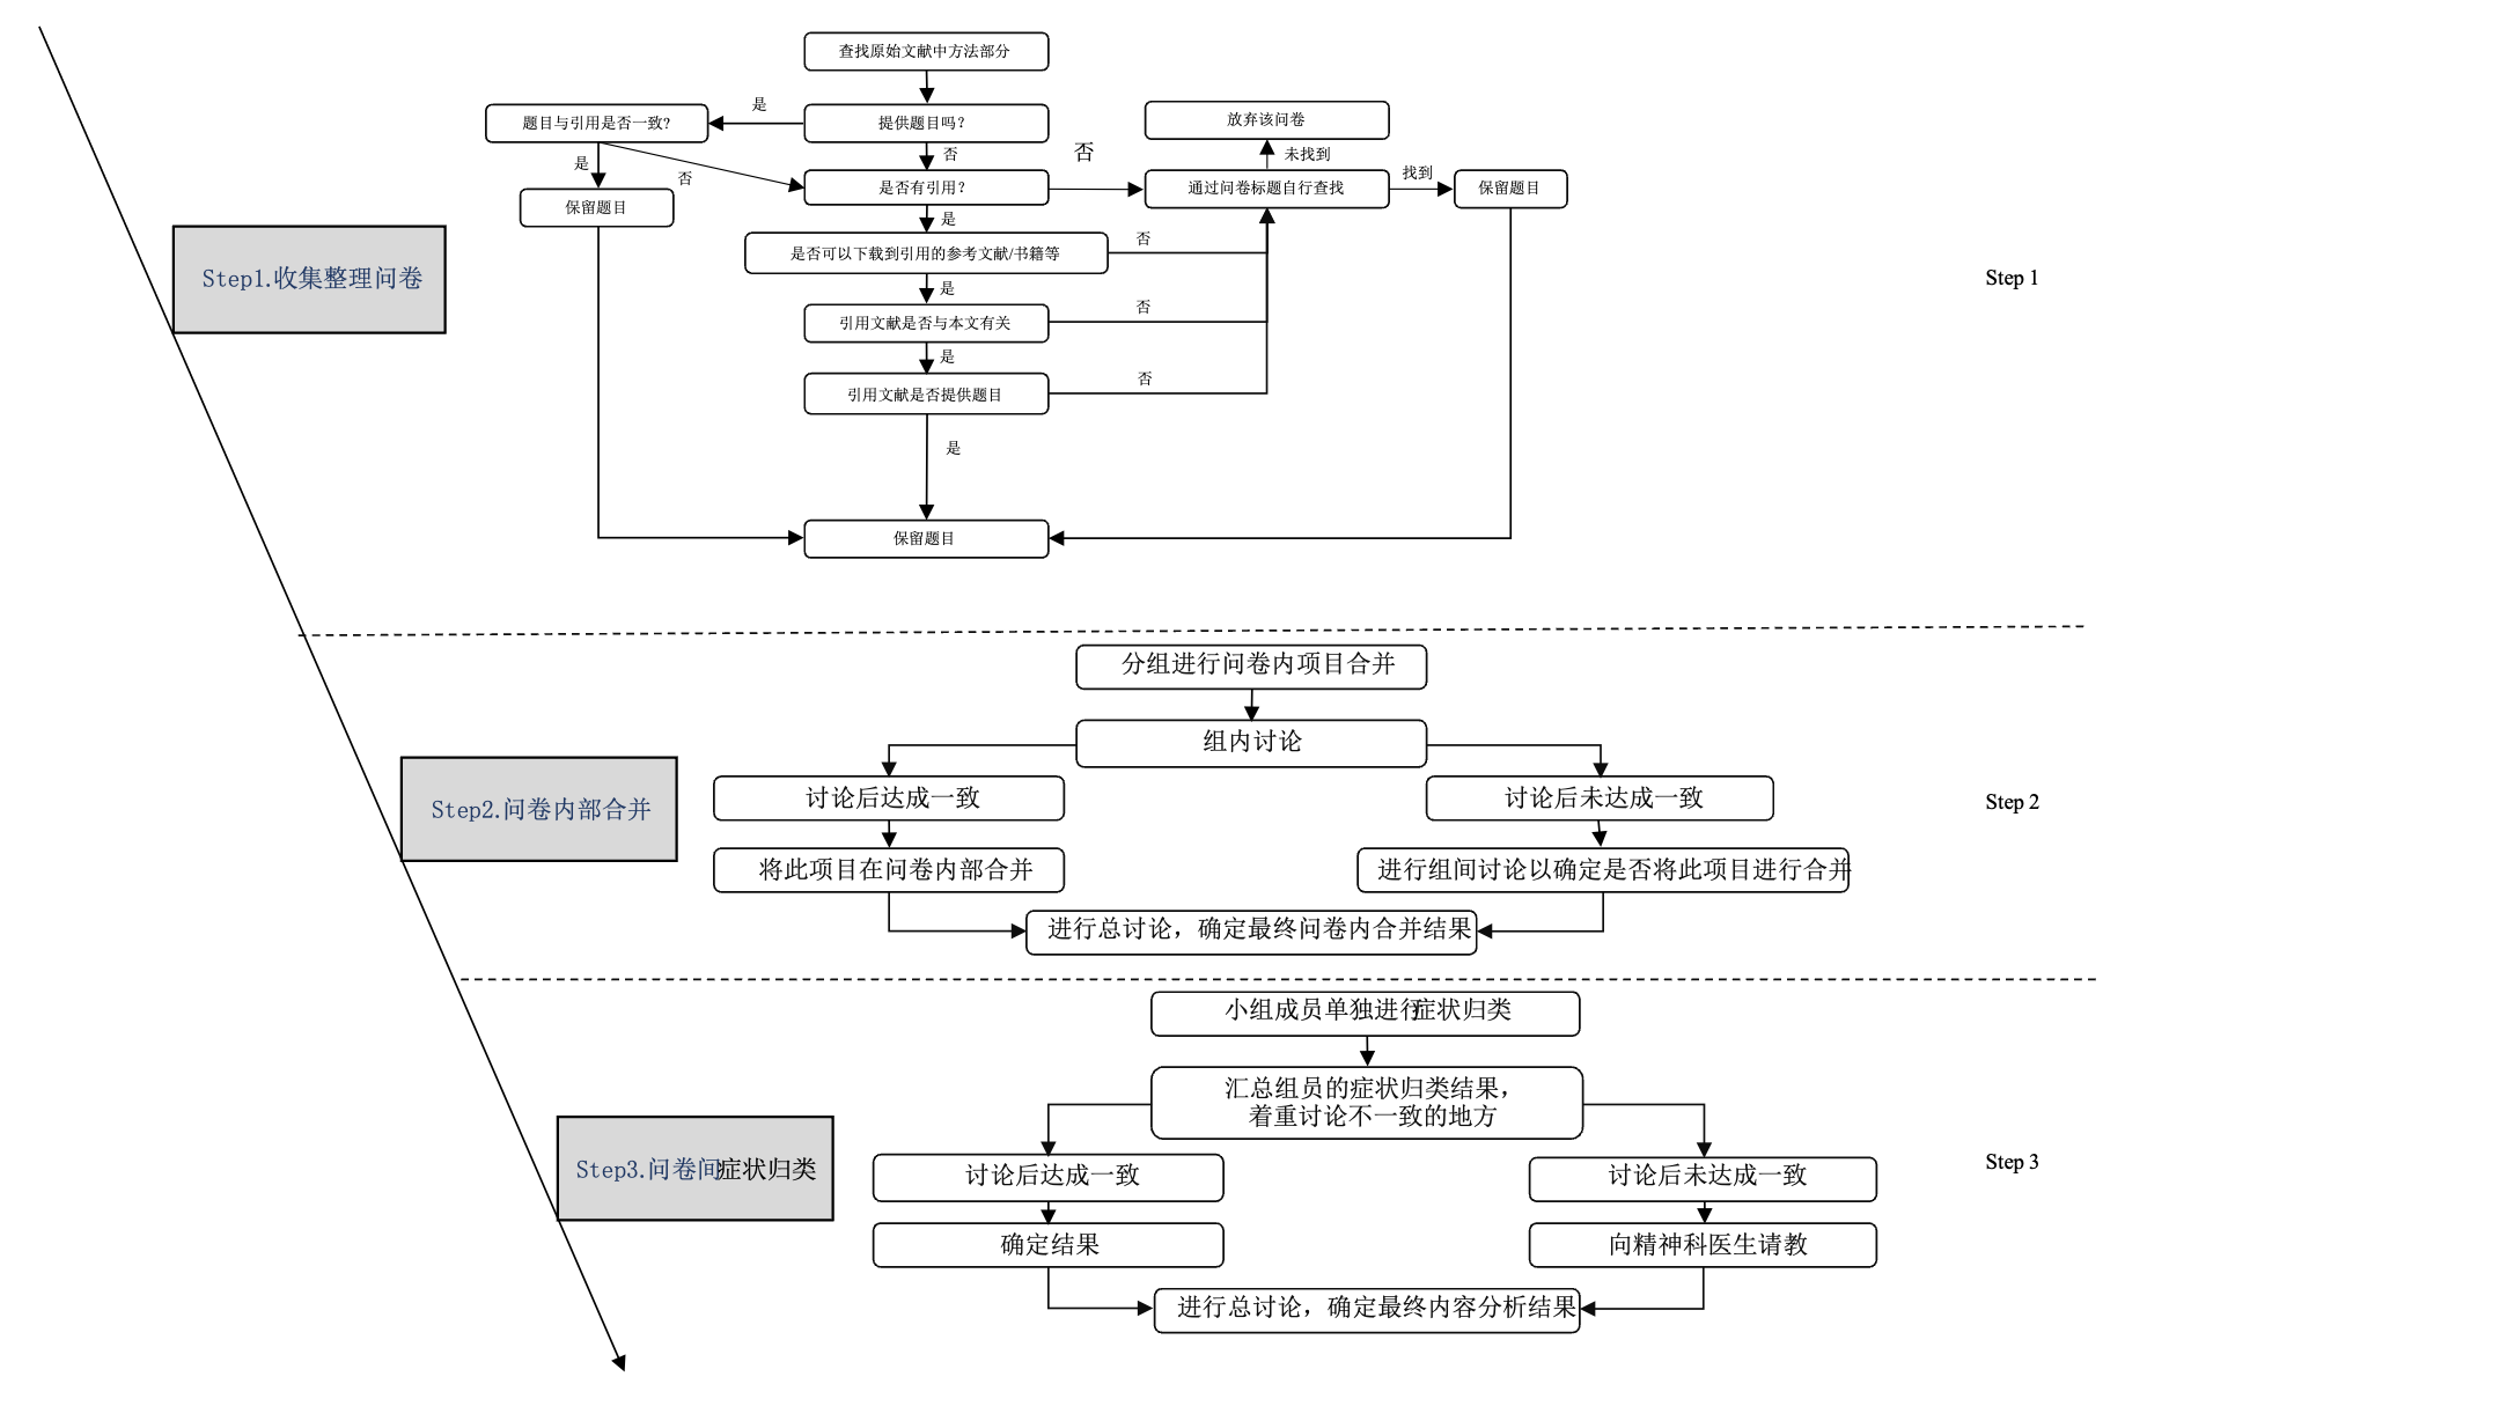 查找原始文献中方法部分
是
题目与引用是否一致?
提供题目吗?
放弃该问卷
否
否
未找到
是
否
是否有引用?
通过问卷标题自行查找
找到
保留题目
保留题目
是
是否可以下载到引用的参考文献/书籍等
否
Step1.收集整理问卷
Step 1
是
否
引用文献是否与本文有关
是
否
引用文献是否提供题目
是
保留题目
分组进行问卷内项目合并
组内讨论
讨论后达成一致
讨论后未达成一致
Step2.问卷内部合并
Step 2
将此项目在问卷内部合并
进行组间讨论以确定是否将此项目进行合并
进行总讨论，确定最终问卷内合并结果
小组成员单独进行症状归类
汇总组员的症状归类结果，
着重讨论不一致的地方
Step3.问卷间症状归类
Step 3
讨论后达成一致
讨论后未达成一致
确定结果
向精神科医生请教
进行总讨论，确定最终内容分析结果